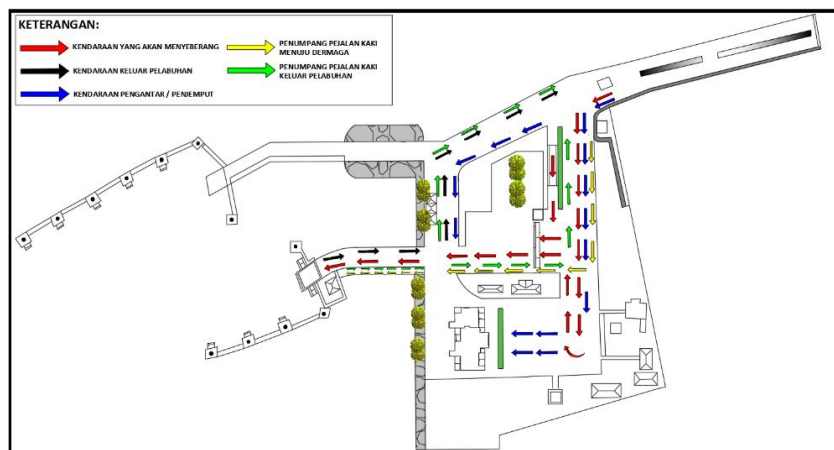 KETERANGAN:
KENDARAAN YANG AKAN MENYEBERANG
KENDARAAN KELUAR PELABUHAN
KENDARAAN PENGANTAR / PENJEMPUT
PENUMPANG PEJALAN KAKI
MENUJU DERMAGA
PENUMPANG PEJALAN KAKI
KELUAR PELABUHAN